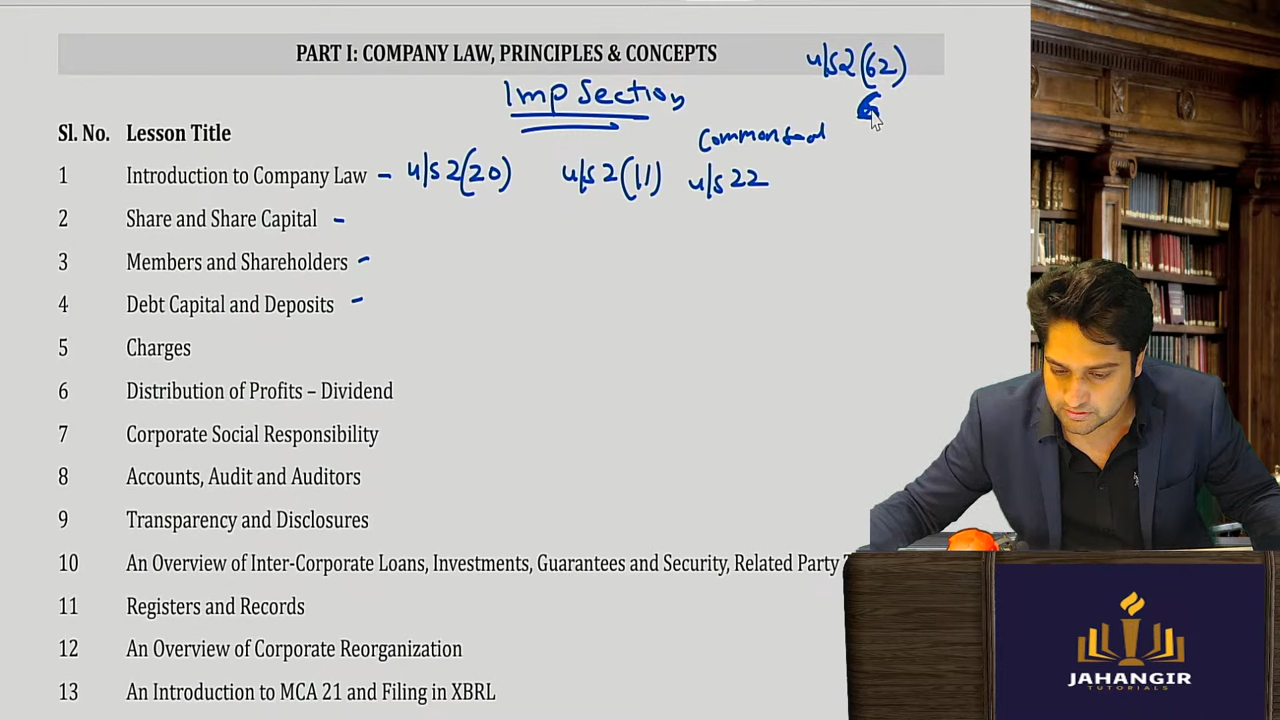 PART I: COMPANY LAW, PRINCIPLES & CONCEPTS
u/s2(62)
Imp Section
Sl. No. Lesson Title
Common seal
1 Introduction to Company Law - u/s 2(20) u/s 2(11) u/s 22
2 Share and Share Capital -
3 Members and Shareholders -
4 Debt Capital and Deposits -
5 Charges
6 Distribution of Profits – Dividend
7 Corporate Social Responsibility
8 Accounts, Audit and Auditors
9 Transparency and Disclosures
10 An Overview of Inter-Corporate Loans, Investments, Guarantees and Security, Related Party
11 Registers and Records
12 An Overview of Corporate Reorganization
13 An Introduction to MCA 21 and Filing in XBRL
JAHANGIR
TUTORIALS